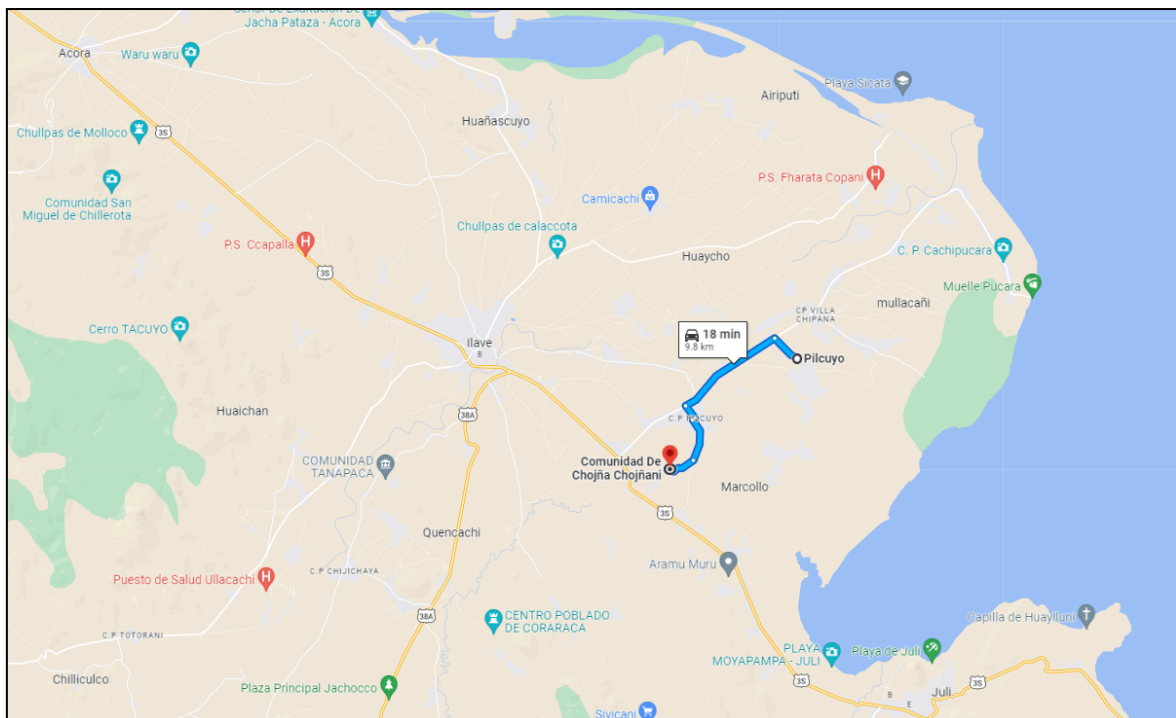 Jacha Pataza - Acora
Acora
Waru waru
Playa Sicata
Airiputi
Huañascuyo
3S
Chullpas de Molloco
P.S. Fharata Copani
Comunidad San
Miguel de Chillerota
Camicachi
Chullpas de calaccota
P.S. Ccapalla
C. P. Cachipucara
Huaycho
3S
Muelle Pucara
mullacañi
CP VILLA
CHIPANA
Cerro TACUYO
18 min
9.8 km
Ilave
Pilcuyo
Huaichan
38A
COMUNIDAD
TANAPACA
Comunidad De
Chojña Chojñani
Marcollo
3S
Quencachi
Aramu Muru
C.P CHIJICHAYA
Puesto de Salud Ullacachi
38A
CENTRO POBLADO
DE CORARACA
Capilla de Huaylluni
C.P TOTORANI
PLAYA
MOYAPAMPA - JULI
Playa de Juli
Chilliculco
3S
Plaza Principal Jachocco
B
E
Juli
Sivicani